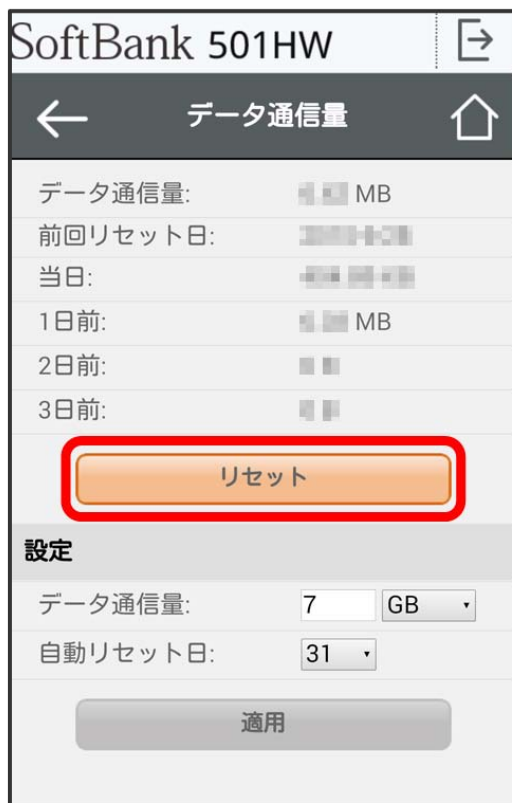 SoftBank 501HW
データ通信量
データ通信量: MB
前回リセット日:
当日:
1日前: MB
2日前:
3日前:
リセット
設定
データ通信量: 7 GB
自動リセット日: 31
適用